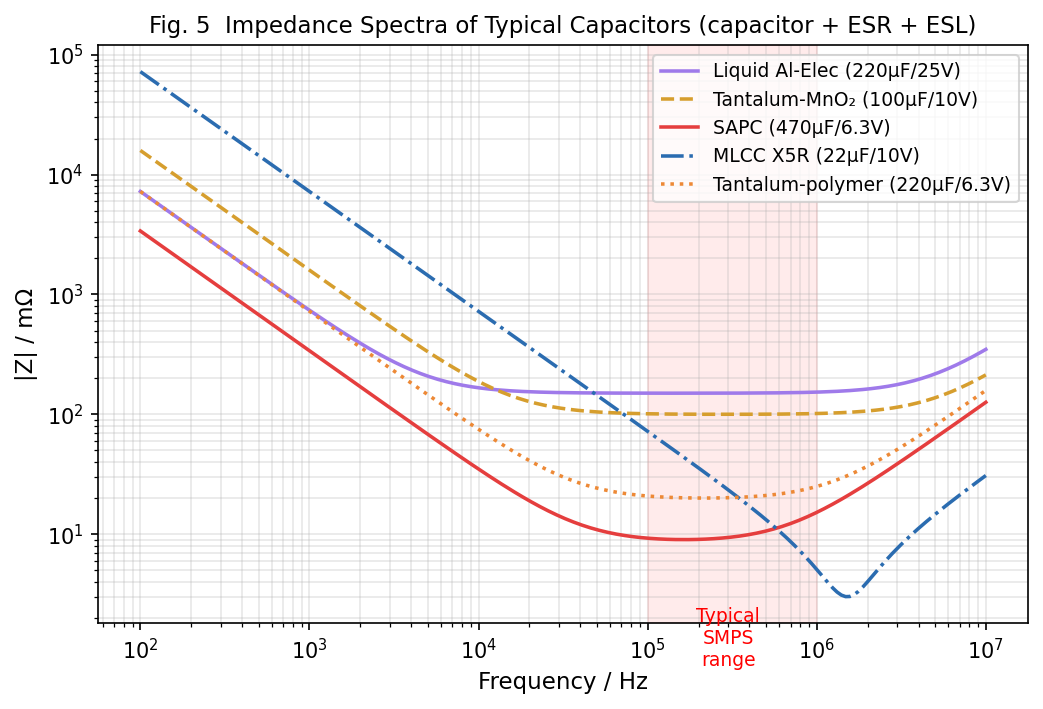 Fig. 5  Impedance Spectra of Typical Capacitors (capacitor + ESR + ESL)
|Z| / mΩ
10⁵
10⁴
10³
10²
10¹
Liquid Al-Elec (220μF/25V)
Tantalum-MnO₂ (100μF/10V)
SAPC (470μF/6.3V)
MLCC X5R (22μF/10V)
Tantalum-polymer (220μF/6.3V)
Typical
SMPS
range
10² 10³ 10⁴ 10⁵ 10⁶ 10⁷
Frequency / Hz